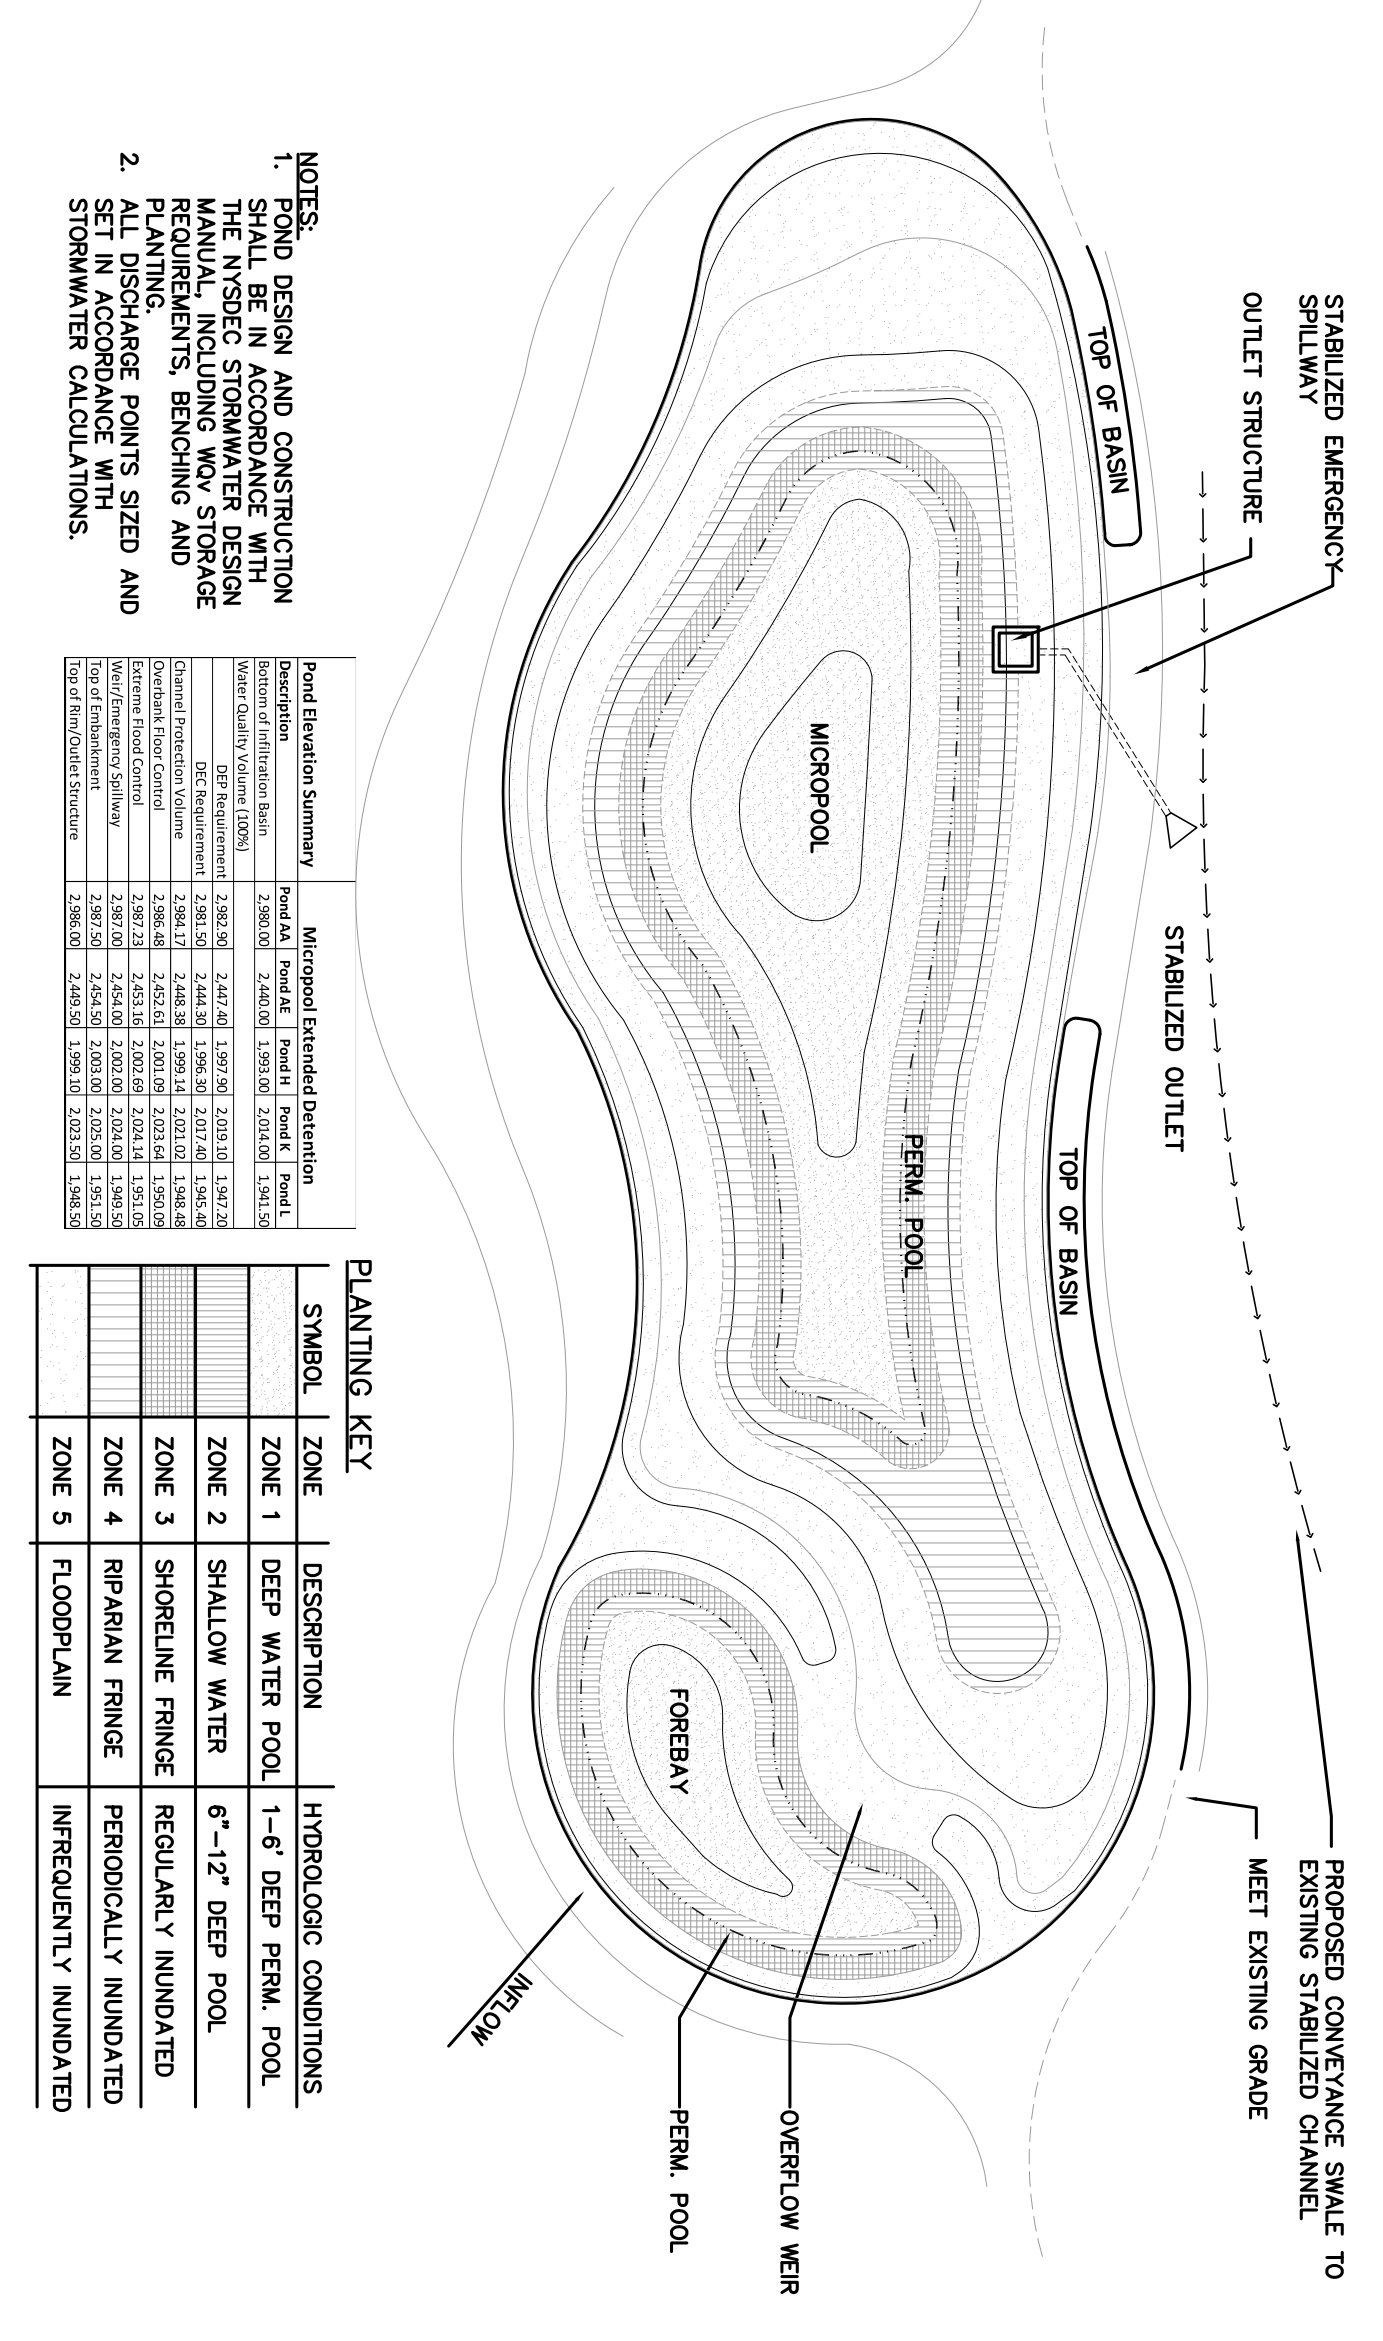 STABILIZED EMERGENCY
SPILLWAY
OUTLET STRUCTURE
PROPOSED CONVEYANCE SWALE TO
EXISTING STABILIZED CHANNEL
MEET EXISTING GRADE
STABILIZED OUTLET
TOP OF BASIN
TOP OF BASIN
PERM. POOL
MICROPOOL
OVERFLOW WEIR
FOREBAY
PERM. POOL
INFLOW
NOTES:
1. POND DESIGN AND CONSTRUCTION
SHALL BE IN ACCORDANCE WITH
THE NYSDEC STORMWATER DESIGN
MANUAL, INCLUDING WQv STORAGE
REQUIREMENTS, BENCHING AND
PLANTING.
2. ALL DISCHARGE POINTS SIZED AND
SET IN ACCORDANCE WITH
STORMWATER CALCULATIONS.
Pond Elevation Summary Micropool Extended Detention
Description Pond AA Pond AE Pond H Pond K Pond L
Bottom of Infiltration Basin 2,980.00 2,440.00 1,993.00 2,014.00 1,941.50
Water Quality Volume (100%)
DEP Requirement 2,982.90 2,447.40 1,997.90 2,019.10 1,947.20
DEC Requirement 2,981.50 2,444.30 1,996.30 2,017.40 1,945.40
Channel Protection Volume 2,984.17 2,448.38 1,999.14 2,021.02 1,948.48
Overbank Floor Control 2,986.48 2,452.61 2,001.09 2,023.64 1,950.09
Extreme Flood Control 2,987.23 2,453.16 2,002.69 2,024.14 1,951.05
Weir/Emergency Spillway 2,987.00 2,454.00 2,002.00 2,024.00 1,949.50
Top of Embankment 2,987.50 2,454.50 2,003.00 2,025.00 1,951.50
Top of Rim/Outlet Structure 2,986.00 2,449.50 1,999.10 2,023.50 1,948.50
PLANTING KEY
SYMBOL ZONE DESCRIPTION HYDROLOGIC CONDITIONS
ZONE 1 DEEP WATER POOL 1-6' DEEP PERM. POOL
ZONE 2 SHALLOW WATER 6"-12" DEEP POOL
ZONE 3 SHORELINE FRINGE REGULARLY INUNDATED
ZONE 4 RIPARIAN FRINGE PERIODICALLY INUNDATED
ZONE 5 FLOODPLAIN INFREQUENTLY INUNDATED